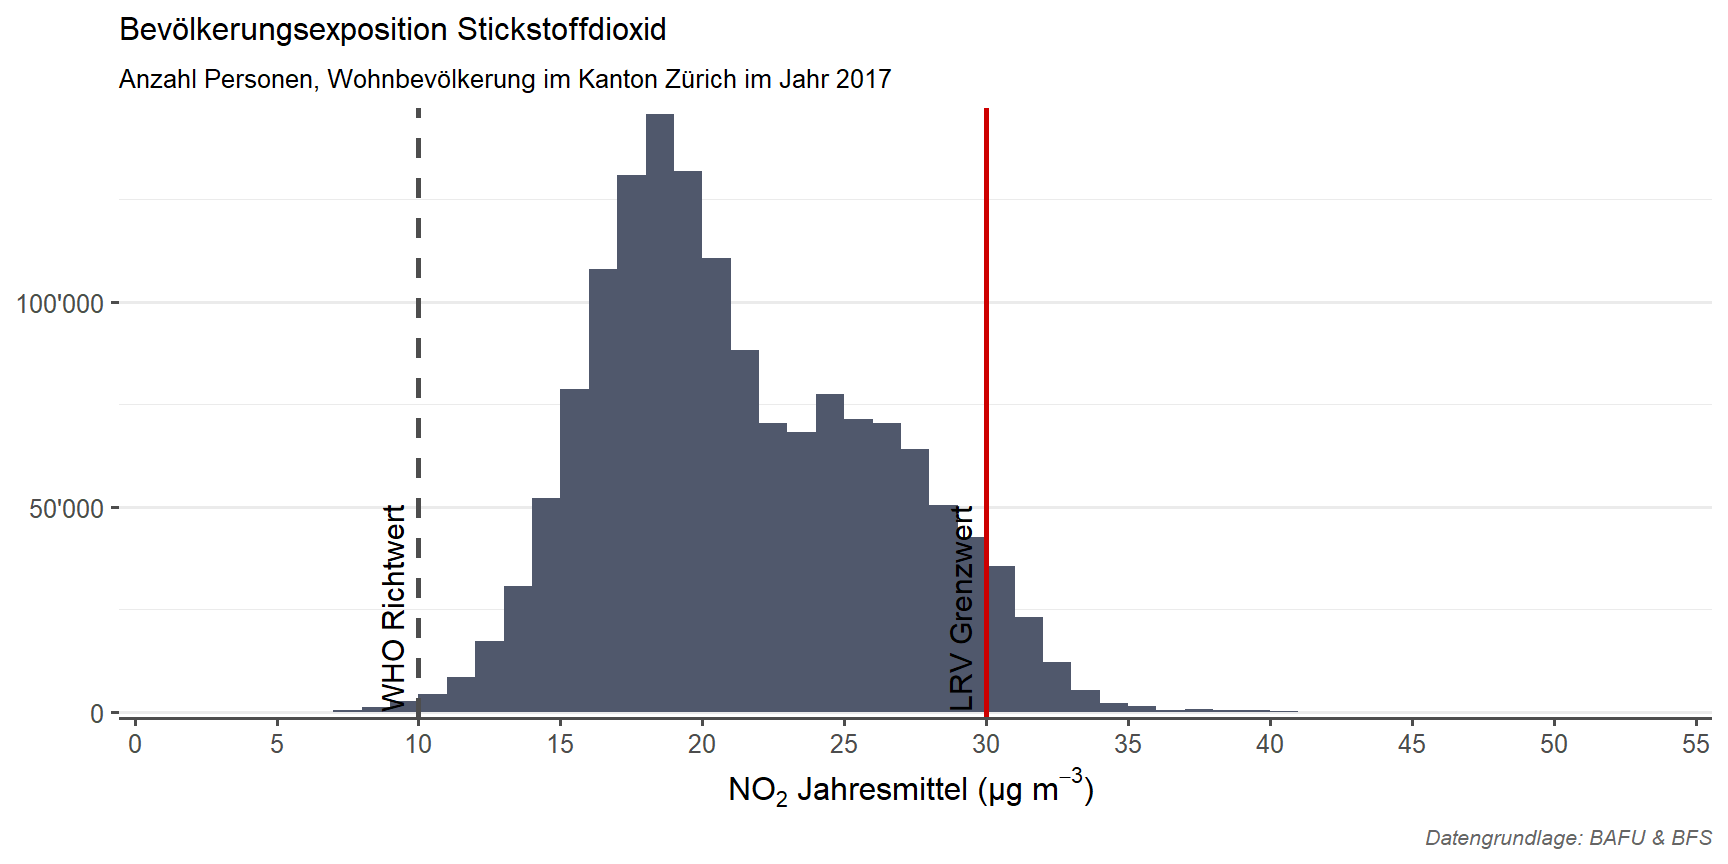 Bevölkerungsexposition Stickstoffdioxid
Anzahl Personen, Wohnbevölkerung im Kanton Zürich im Jahr 2017
100'000
50'000
0
WHO Richtwert
LRV Grenzwert
0 5 10 15 20 25 30 35 40 45 50 55
NO₂ Jahresmittel (µg m⁻³)
Datengrundlage: BAFU & BFS